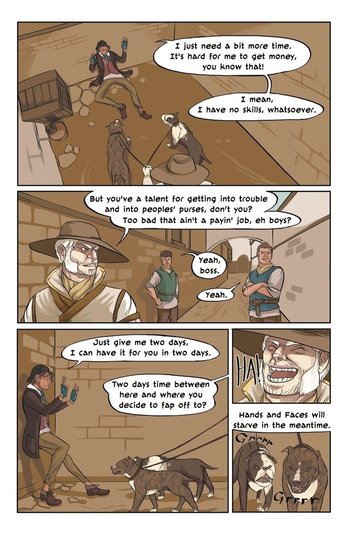 I just need a bit more time.
It's hard for me to get money,
you know that!
I mean,
I have no skills, whatsoever.
But you've a talent for getting into trouble
and into peoples' purses, don't you?
Too bad that ain't a payin' job, eh boys?
Yeah,
boss.
Yeah.
Just give me two days,
I can have it for you in two days.
Two days time between
here and where you
decide to fap off to?
HA!
Hands and Faces will
starve in the meantime.
Grrrr
Grrrr